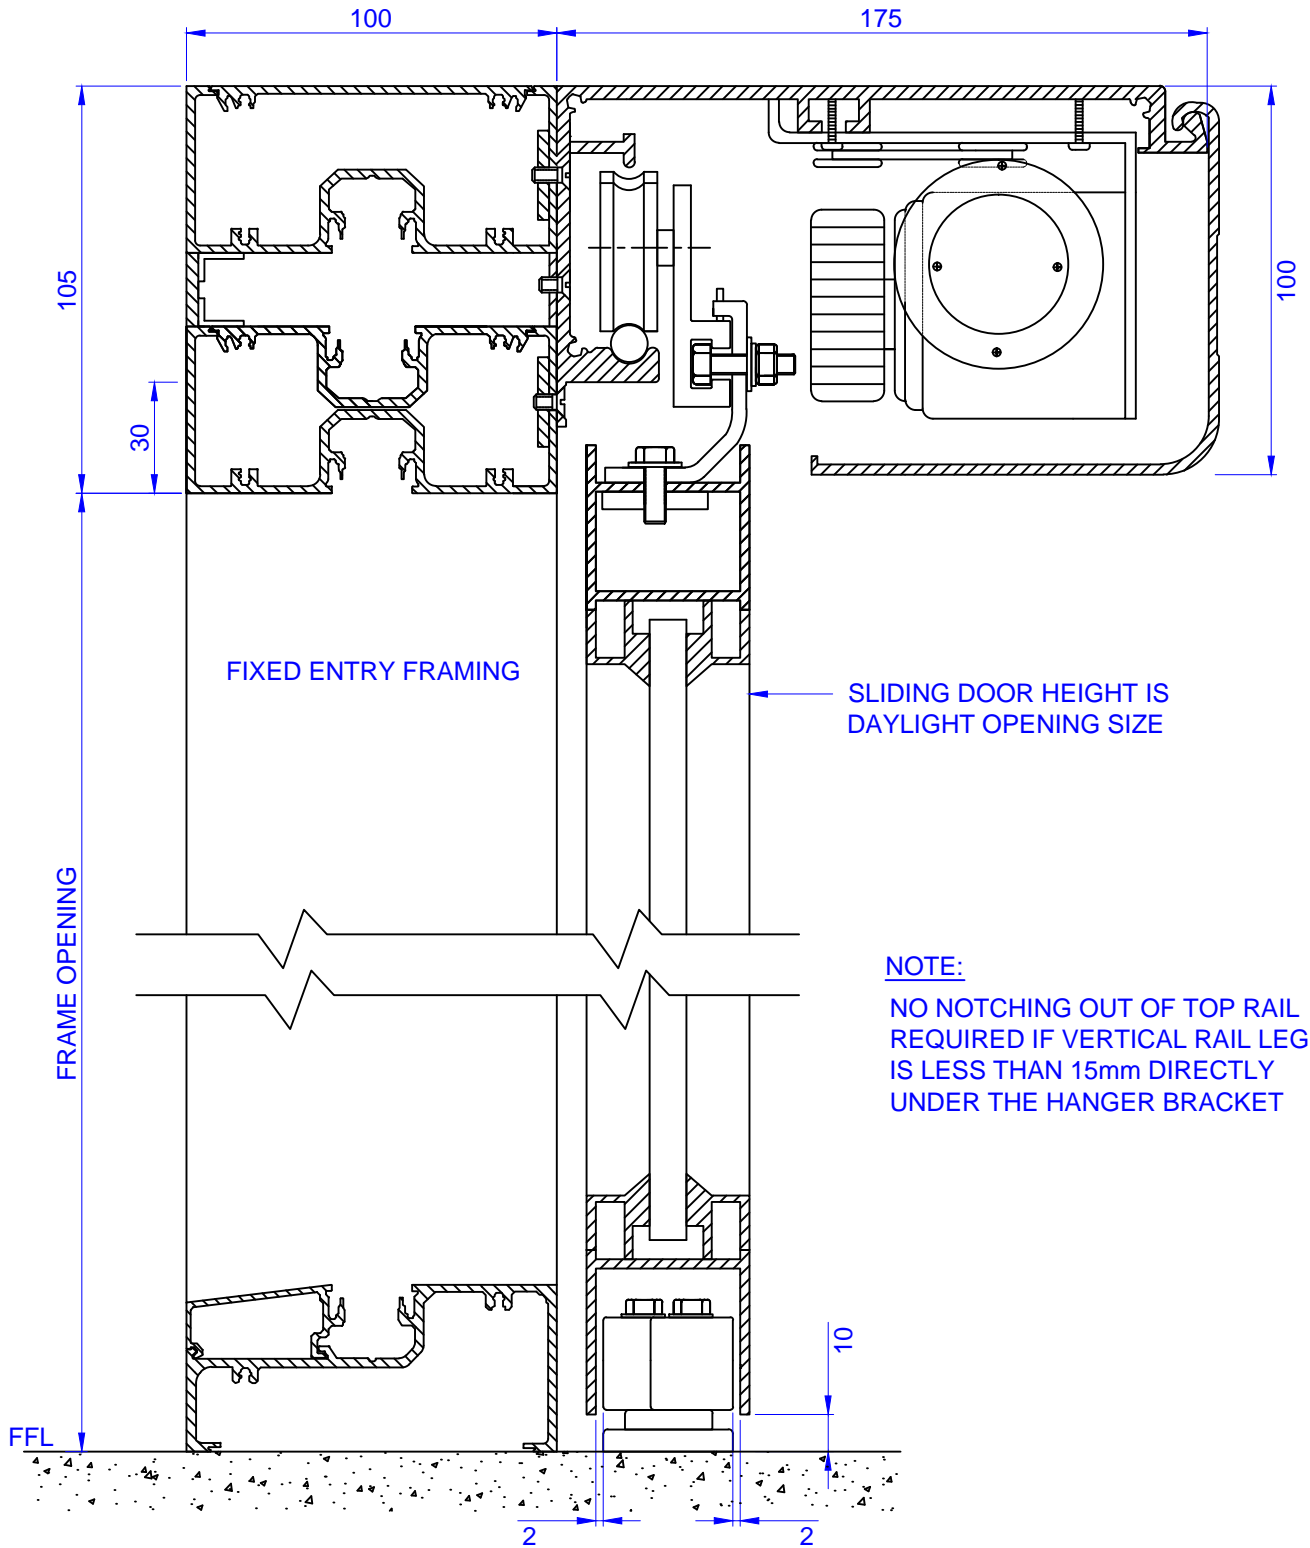 100
175
105
100
30
FIXED ENTRY FRAMING
SLIDING DOOR HEIGHT IS
DAYLIGHT OPENING SIZE
FRAME OPENING
NOTE:
NO NOTCHING OUT OF TOP RAIL
REQUIRED IF VERTICAL RAIL LEG
IS LESS THAN 15mm DIRECTLY
UNDER THE HANGER BRACKET
10
FFL
2
2